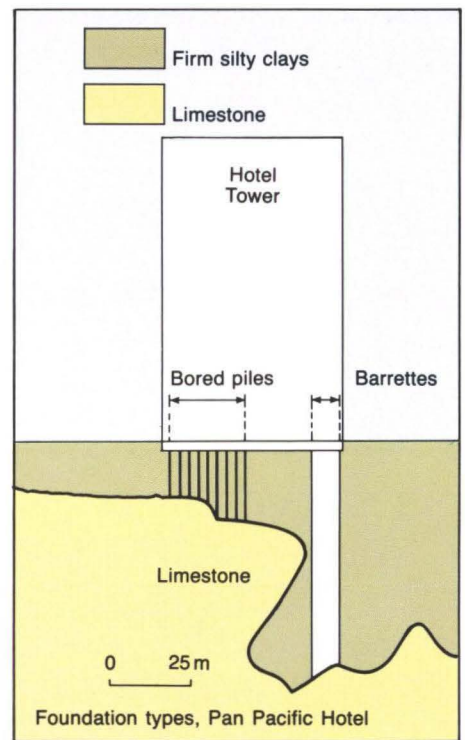 Firm silty clays
Limestone
Hotel
Tower
Bored piles
Barrettes
Limestone
0 25 m
Foundation types, Pan Pacific Hotel